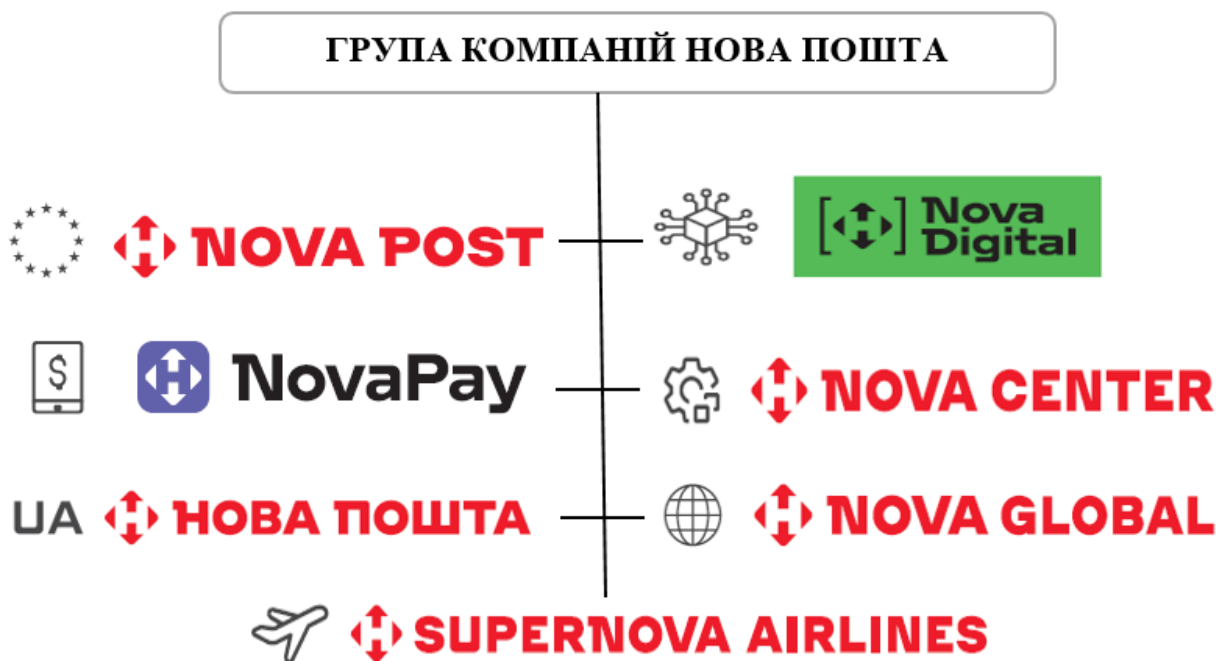 ГРУПА КОМПАНІЙ НОВА ПОШТА
NOVA POST
Nova
Digital
$
NovaPay
NOVA CENTER
UA
НОВА ПОШТА
NOVA GLOBAL
SUPERNOVA AIRLINES